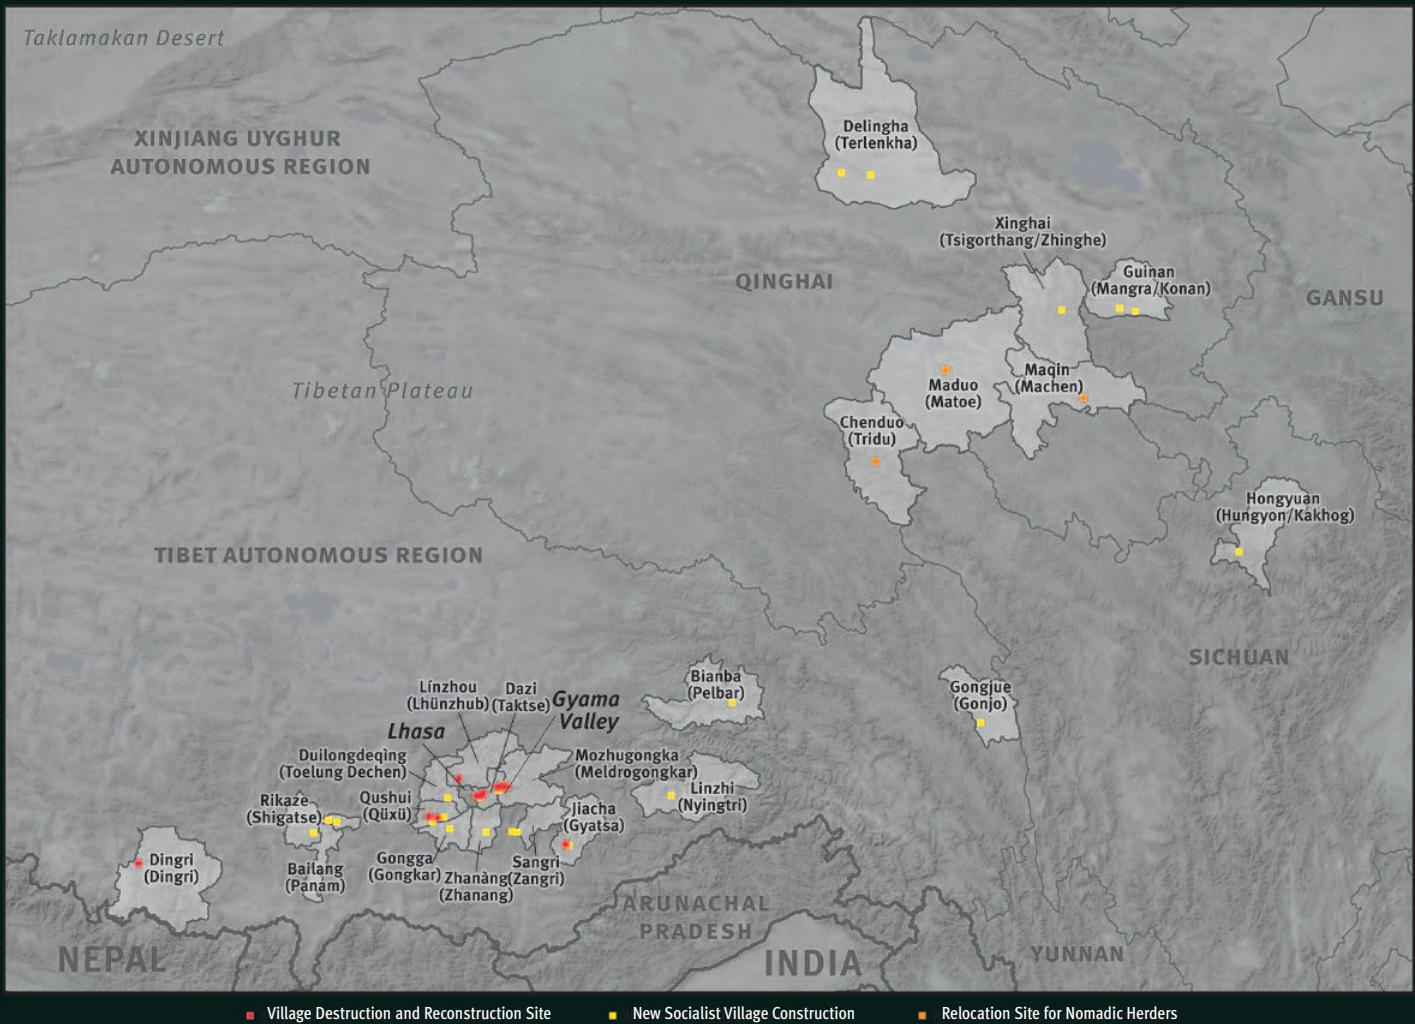 Taklamakan Desert
XINJIANG UYGHUR
AUTONOMOUS REGION
Delingha
(Terlenkha)
Xinghai
(Tsigorthang/Zhinghe)
QINGHAI
Guinan
(Mangra/Konan)
GANSU
Tibetan Plateau
Maduo
(Matoe)
Maqin
(Machen)
Chenduo
(Tridu)
Hongyuan
(Hungyon/Kakhog)
TIBET AUTONOMOUS REGION
SICHUAN
Bianba
(Pelbar)
Gongjue
(Gonjo)
Línzhou
(Lhünzhub)
Dazi
(Taktse)
Gyama
Valley
Lhasa
Duilongdeqìng
(Toelung Dechen)
Mozhugongka
(Meldrogongkar)
Linzhi
(Nyingtri)
Rikaze
(Shigatse)
Qushui
(Qüxü)
Jiacha
(Gyatsa)
Dingri
(Dingri)
Bailang
(Panam)
Gongga
(Gongkar)
Zhanàng
(Zhanang)
Sangri
(Zangri)
ARUNACHAL
PRADESH
NEPAL
INDIA
YUNNAN
Village Destruction and Reconstruction Site
New Socialist Village Construction
Relocation Site for Nomadic Herders